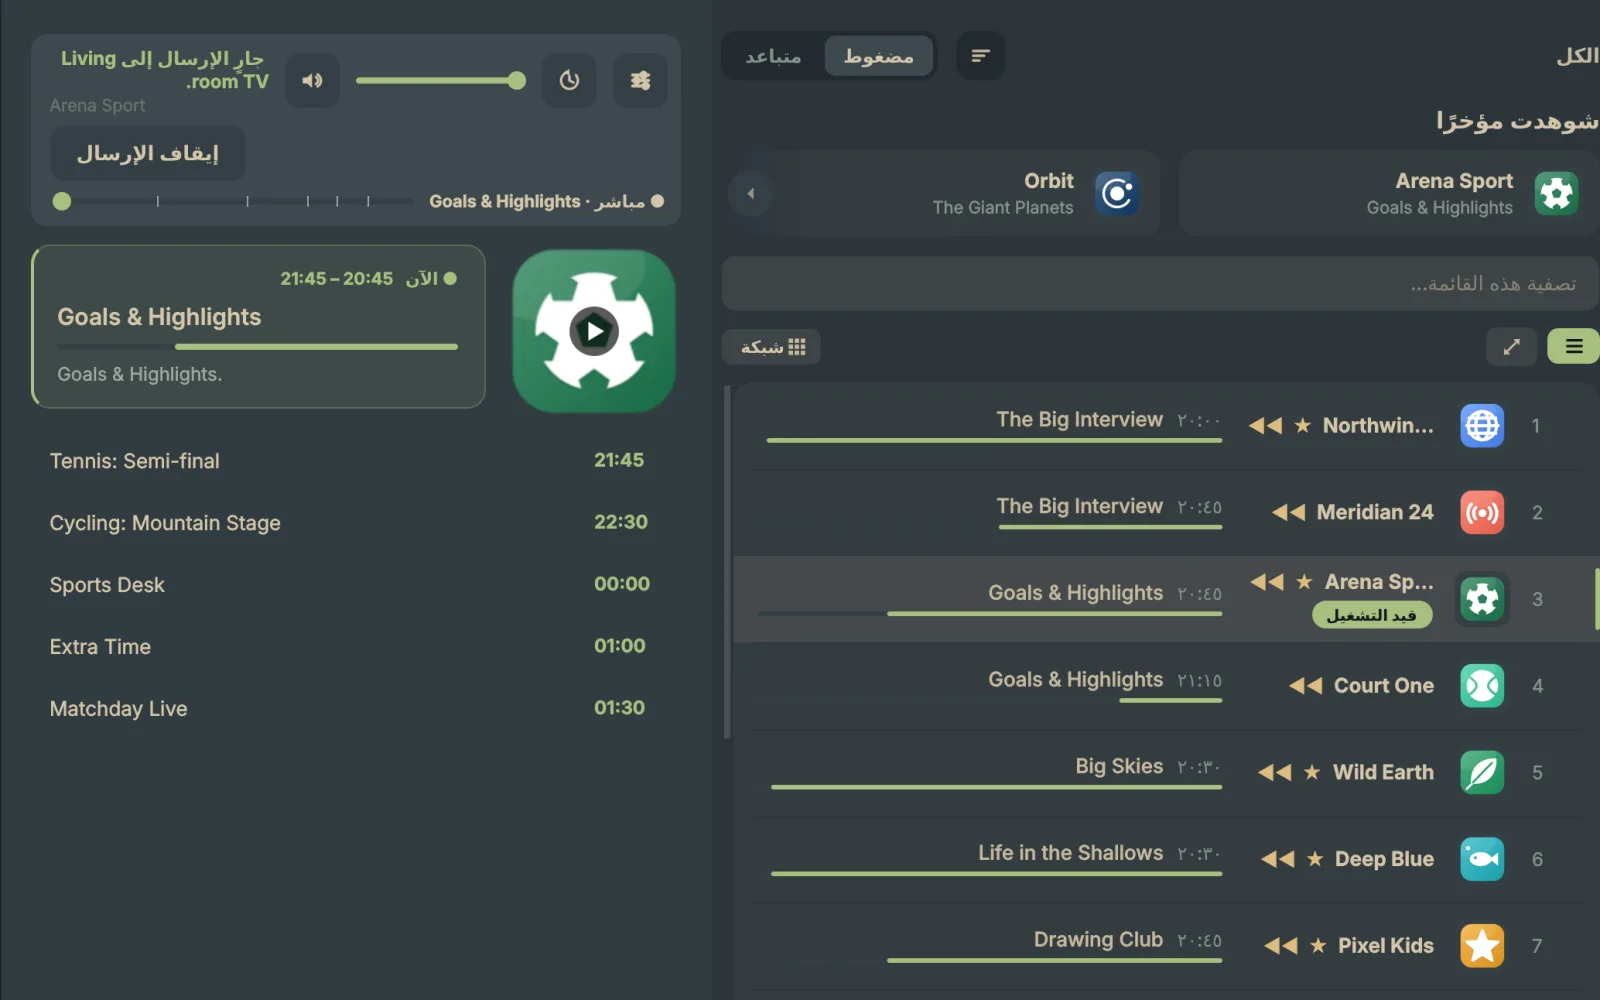 الكل
مضغوط
متباعد
شوهدت مؤخرًا
Arena Sport
Goals & Highlights
Orbit
The Giant Planets
تصفية هذه القائمة...
شبكة
1 Northwin... ★ ◀◀ ٢٠:٠٠ The Big Interview
2 Meridian 24 ◀◀ ٢٠:٤٥ The Big Interview
3 Arena Sp... ★ ◀◀ ٢٠:٤٥ Goals & Highlights
قيد التشغيل
4 Court One ◀◀ ٢١:١٥ Goals & Highlights
5 Wild Earth ★ ◀◀ ٢٠:٣٠ Big Skies
6 Deep Blue ★ ◀◀ ٢٠:٣٠ Life in the Shallows
7 Pixel Kids ★ ◀◀ ٢٠:٤٥ Drawing Club
جارٍ الإرسال إلى Living
room TV.
Arena Sport
إيقاف الإرسال
مباشر · Goals & Highlights
الآن 20:45 – 21:45
Goals & Highlights
Goals & Highlights.
Tennis: Semi-final 21:45
Cycling: Mountain Stage 22:30
Sports Desk 00:00
Extra Time 01:00
Matchday Live 01:30